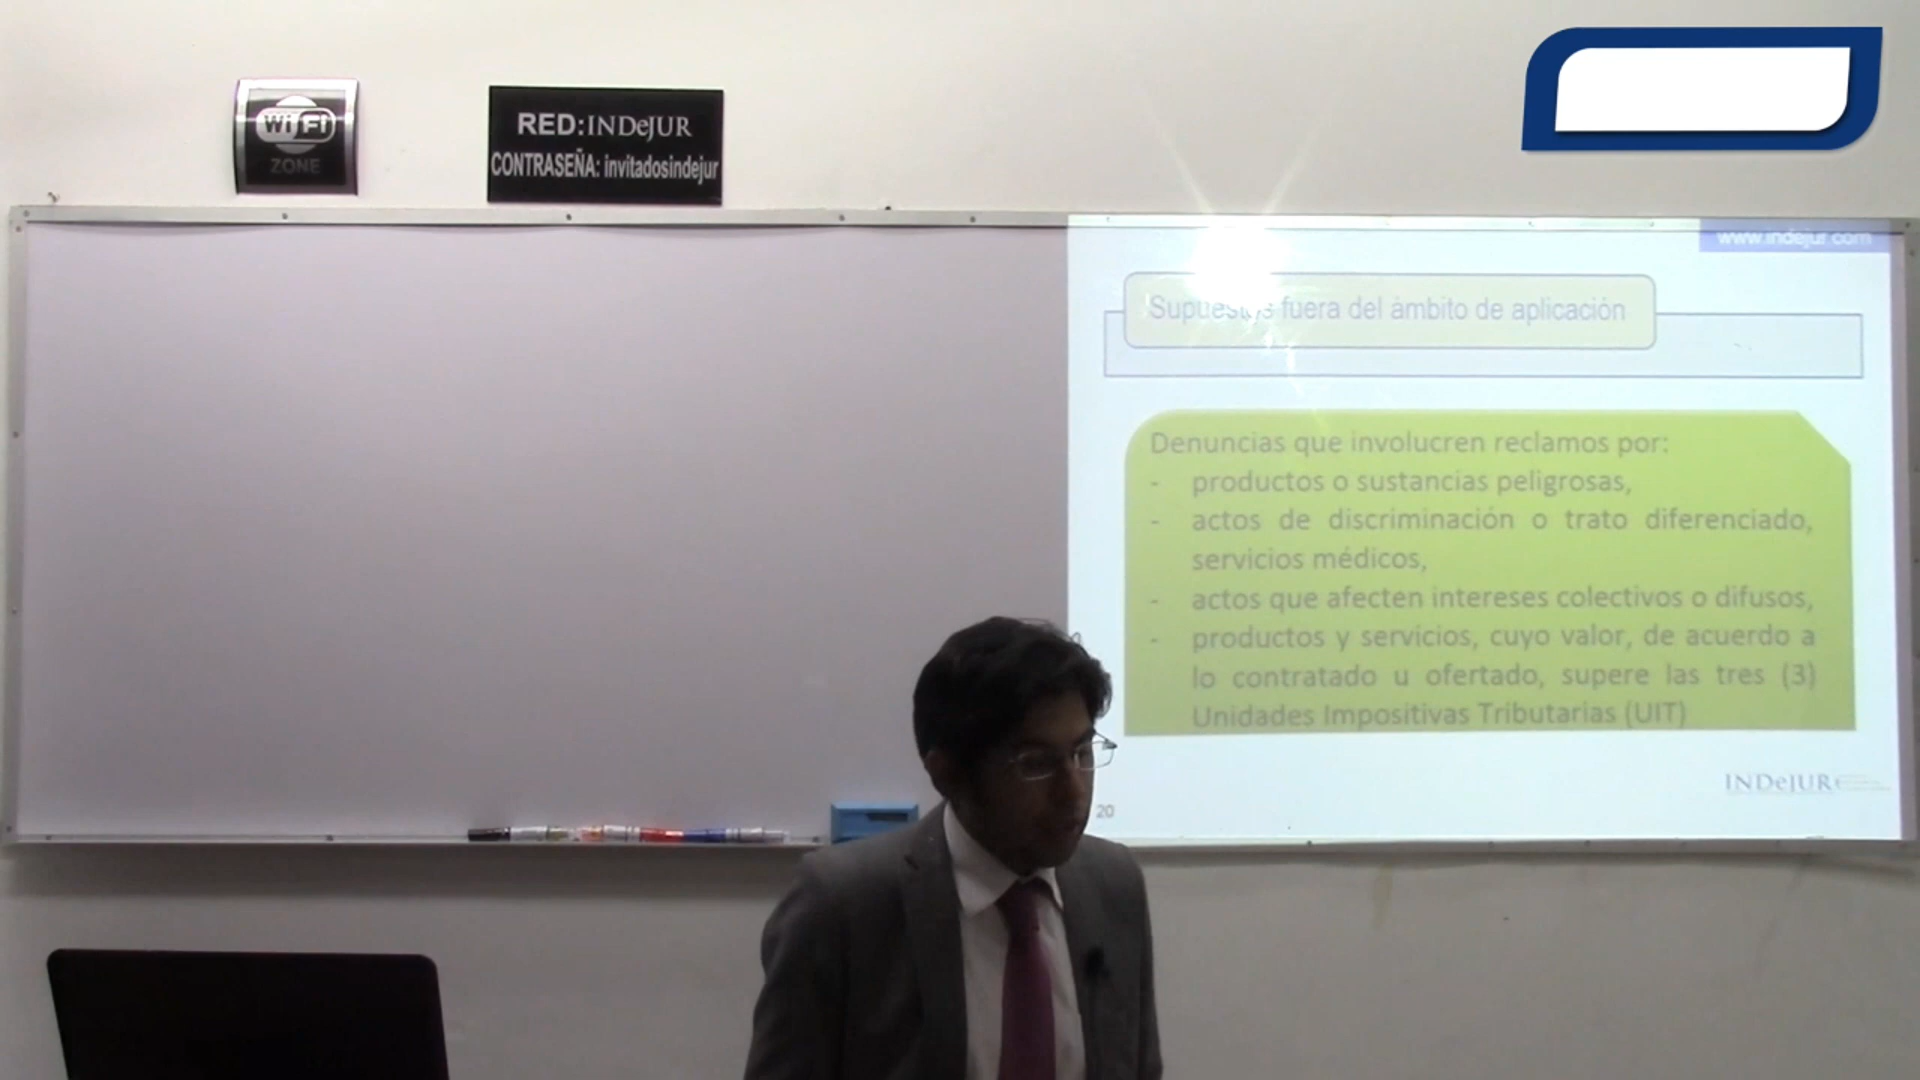 WiFi
ZONE
RED:INDeJUR
CONTRASEÑA: invitadosindejur
www.indejur.com
Supuestos fuera del ámbito de aplicación
Denuncias que involucren reclamos por:
- productos o sustancias peligrosas,
- actos de discriminación o trato diferenciado,
servicios médicos,
- actos que afecten intereses colectivos o difusos,
- productos y servicios, cuyo valor, de acuerdo a
lo contratado u ofertado, supere las tres (3)
Unidades Impositivas Tributarias (UIT)
INDeJUR
20